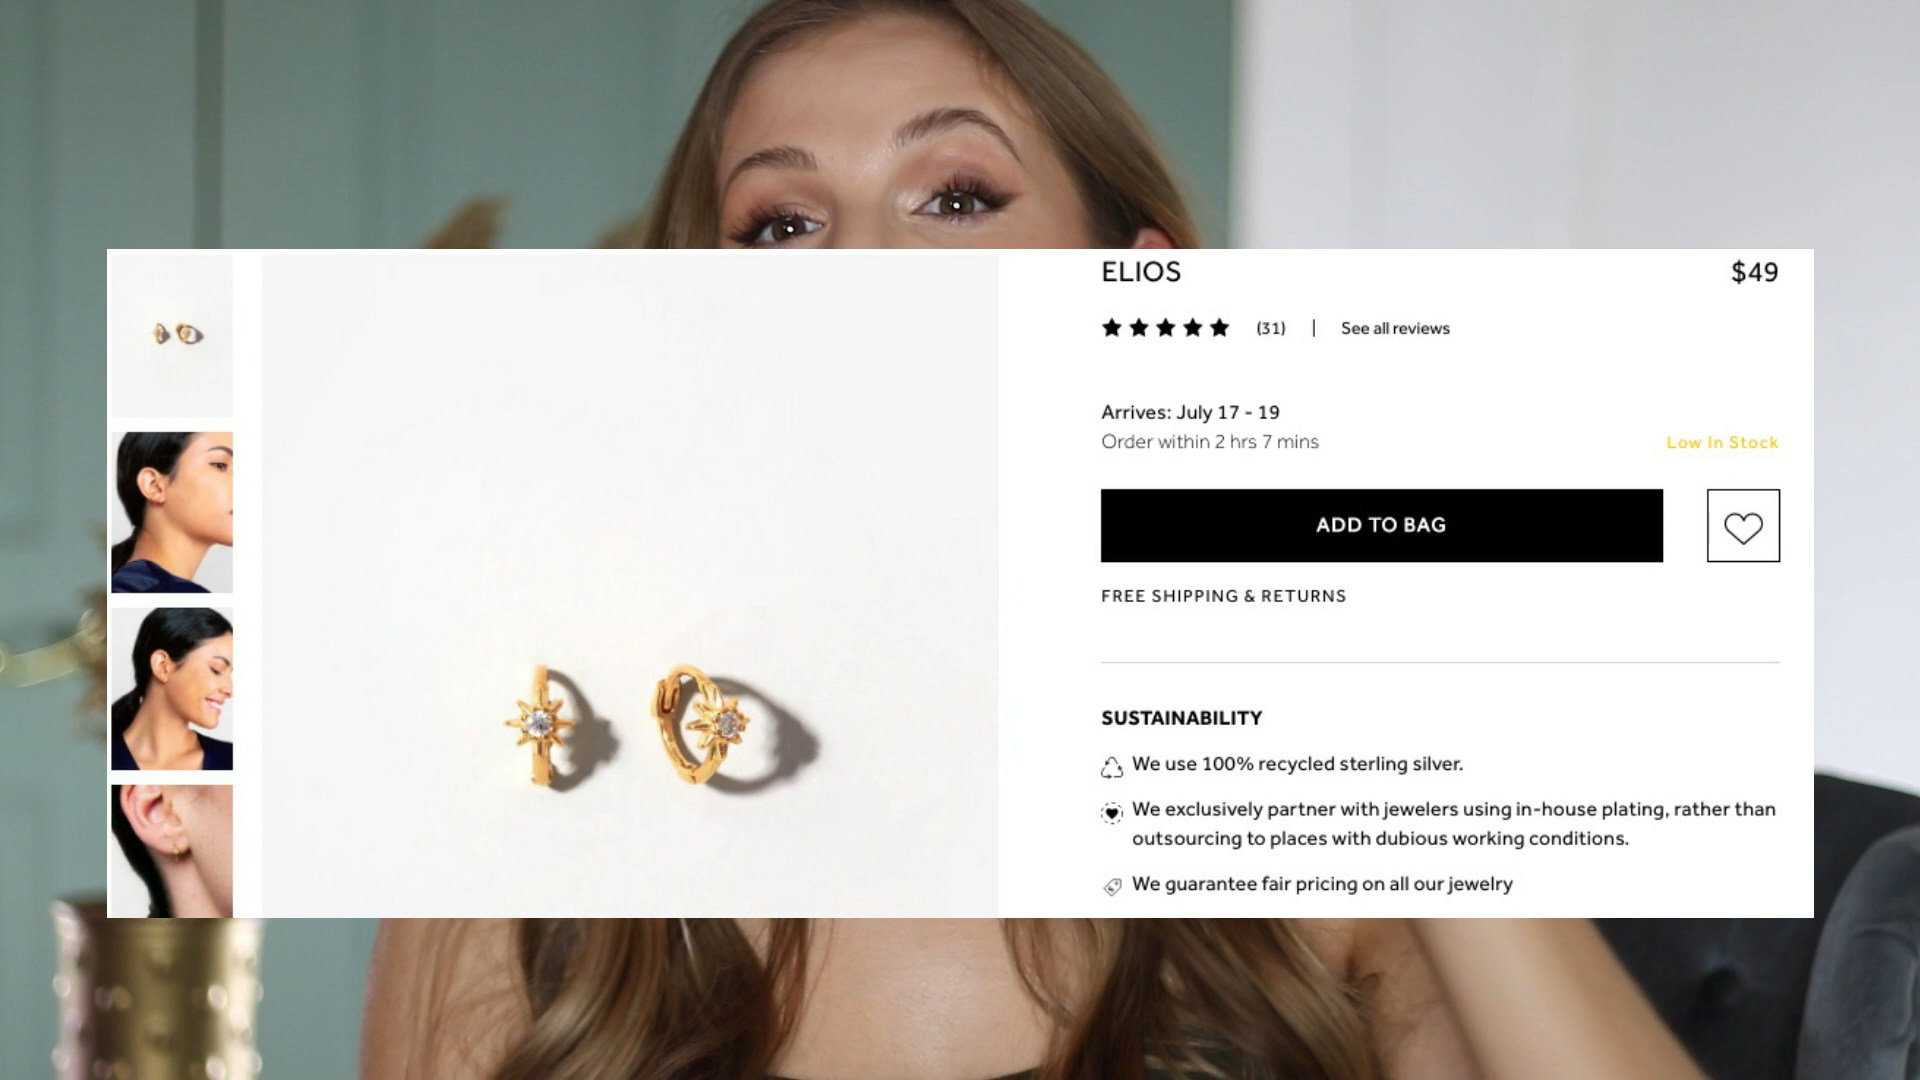 ELIOS
$49
(31) | See all reviews
Arrives: July 17 - 19
Order within 2 hrs 7 mins
Low In Stock
ADD TO BAG
FREE SHIPPING & RETURNS
SUSTAINABILITY
We use 100% recycled sterling silver.
We exclusively partner with jewelers using in-house plating, rather than
outsourcing to places with dubious working conditions.
We guarantee fair pricing on all our jewelry